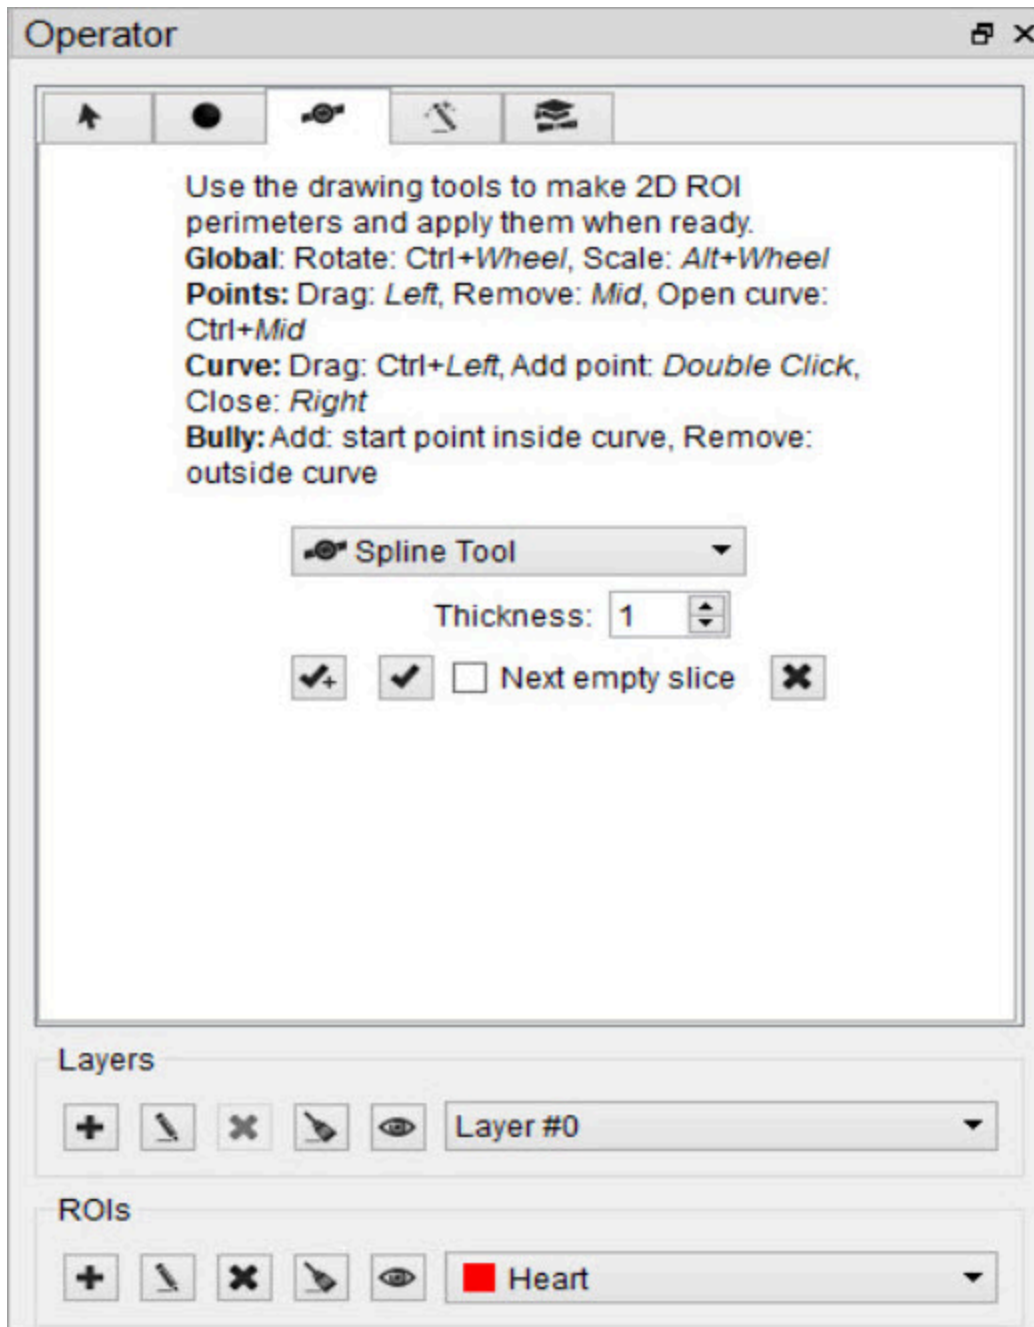 Operator
Use the drawing tools to make 2D ROI
perimeters and apply them when ready.
Global: Rotate: Ctrl+Wheel, Scale: Alt+Wheel
Points: Drag: Left, Remove: Mid, Open curve:
Ctrl+Mid
Curve: Drag: Ctrl+Left, Add point: Double Click,
Close: Right
Bully: Add: start point inside curve, Remove:
outside curve
Spline Tool
Thickness: 1
Next empty slice
Layers
Layer #0
ROIs
Heart